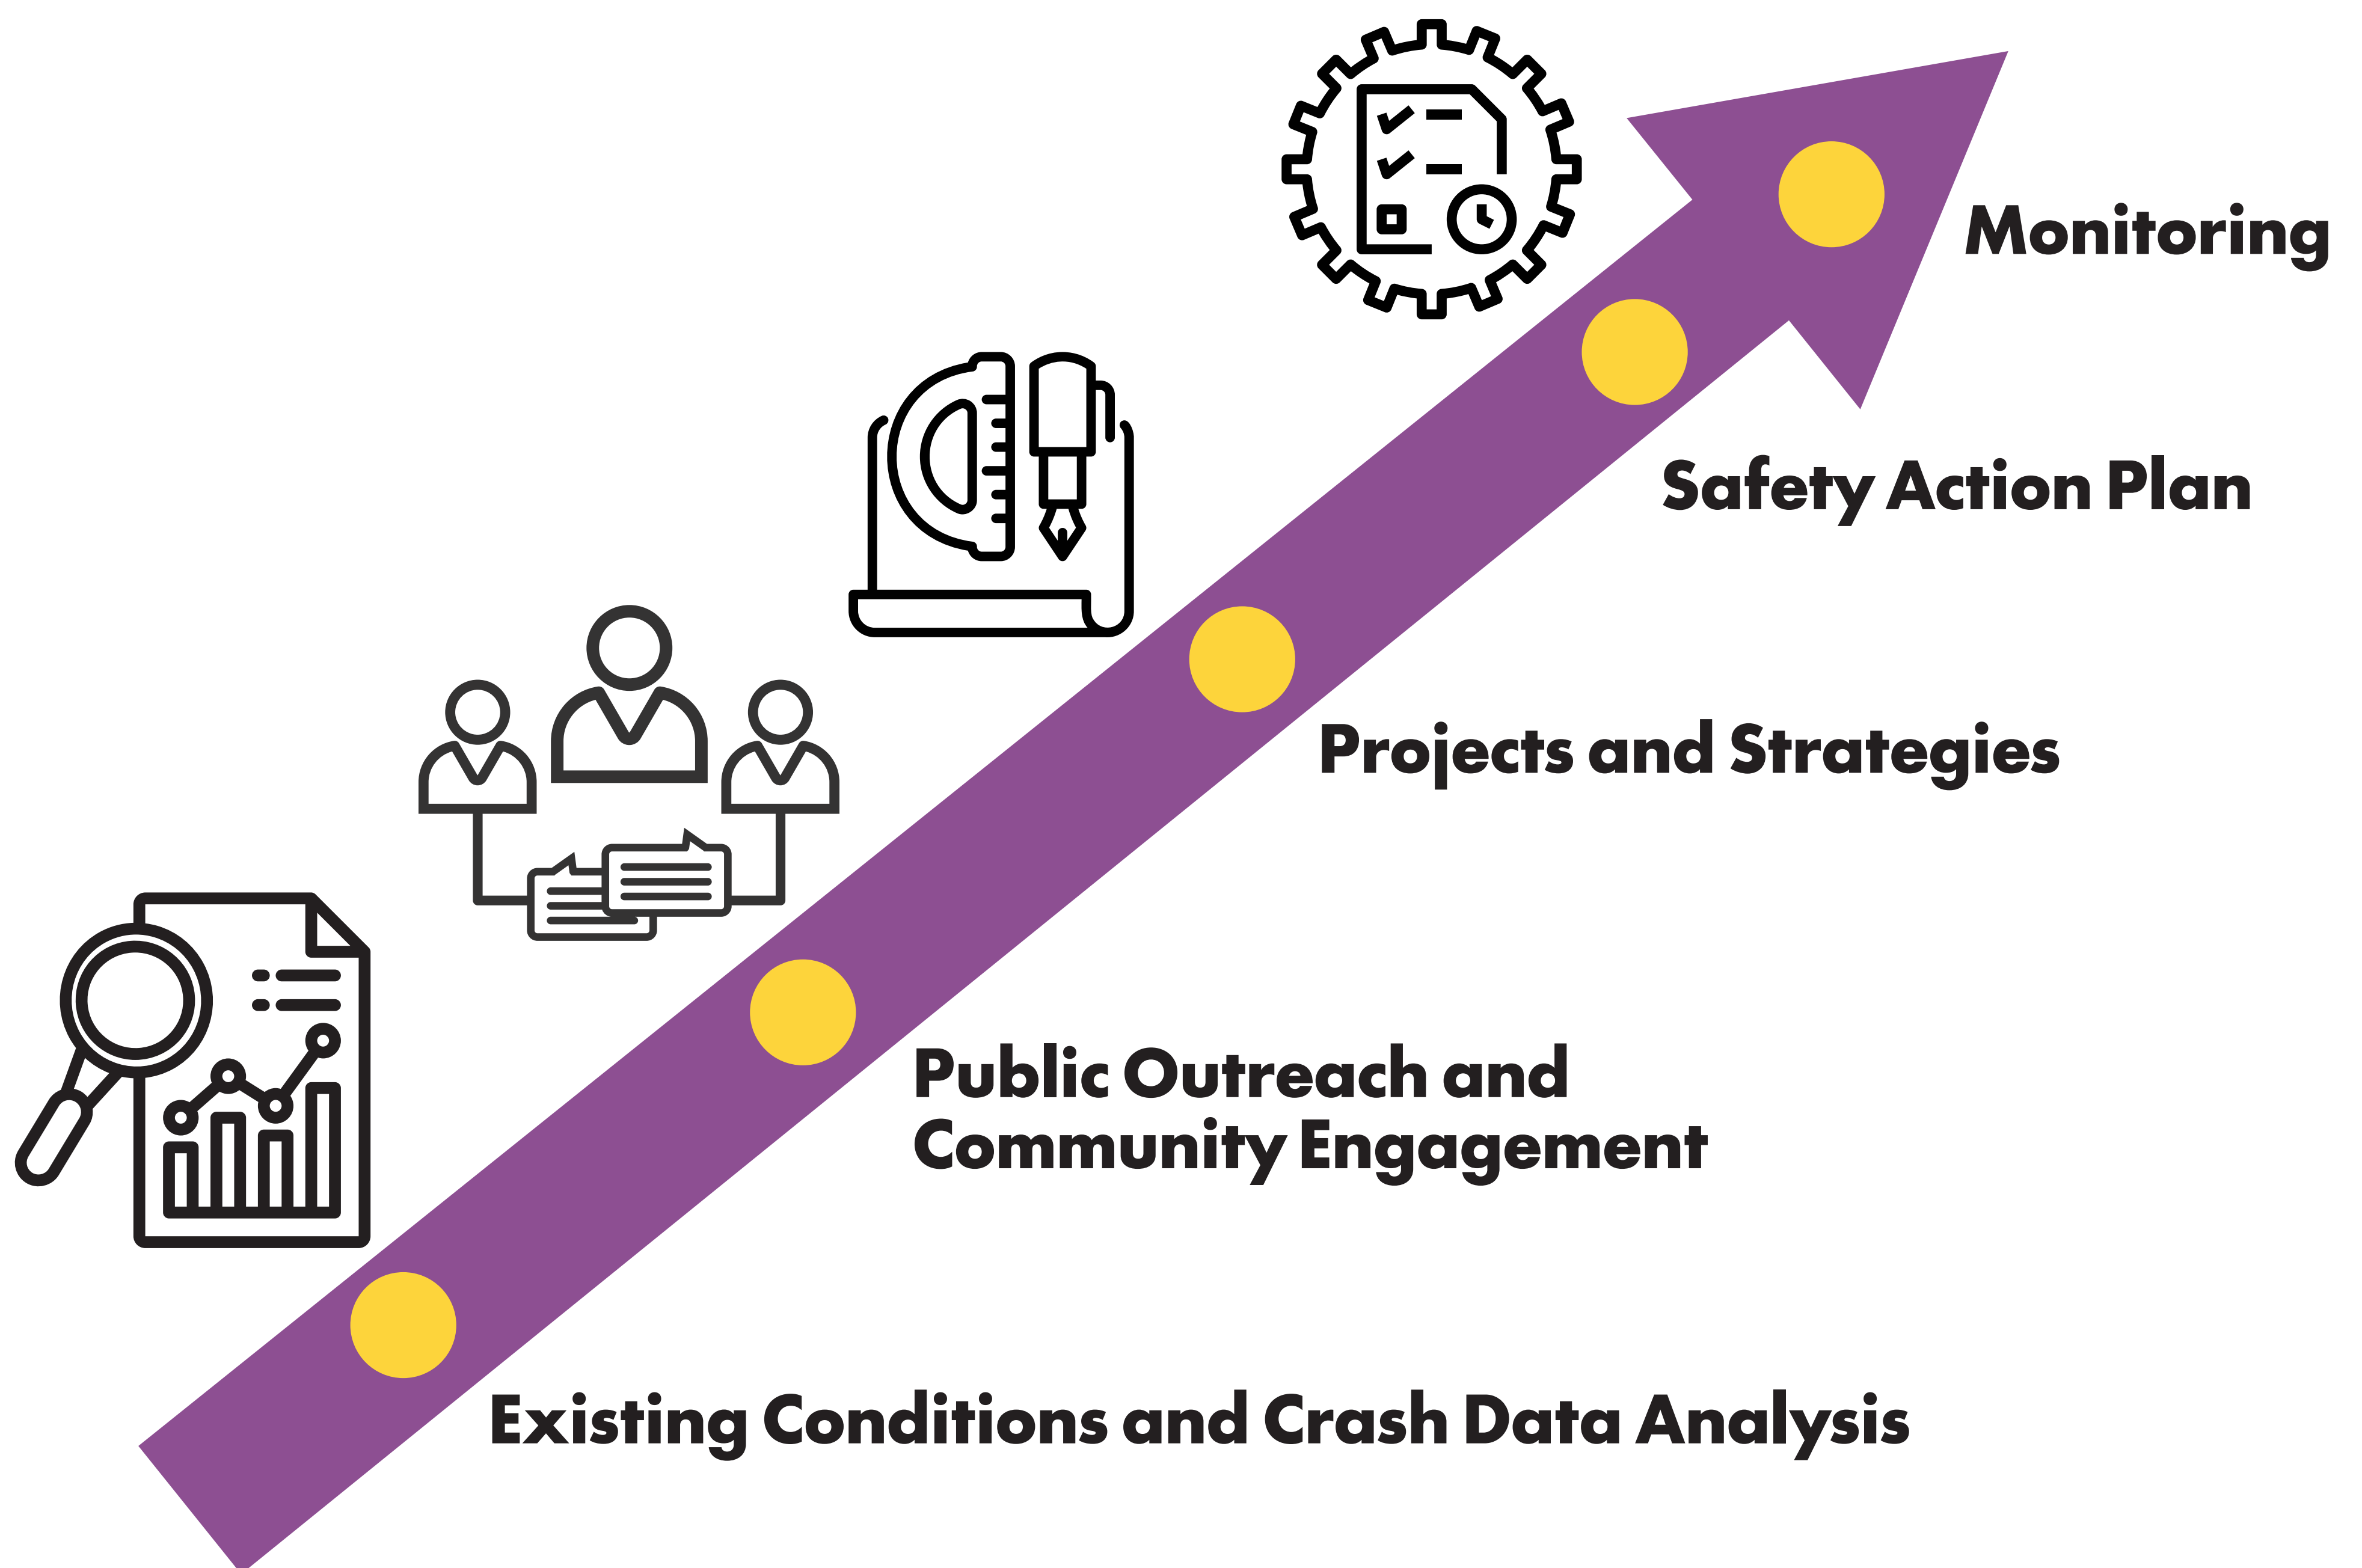 Monitoring
Safety Action Plan
Projects and Strategies
Public Outreach and
Community Engagement
Existing Conditions and Crash Data Analysis